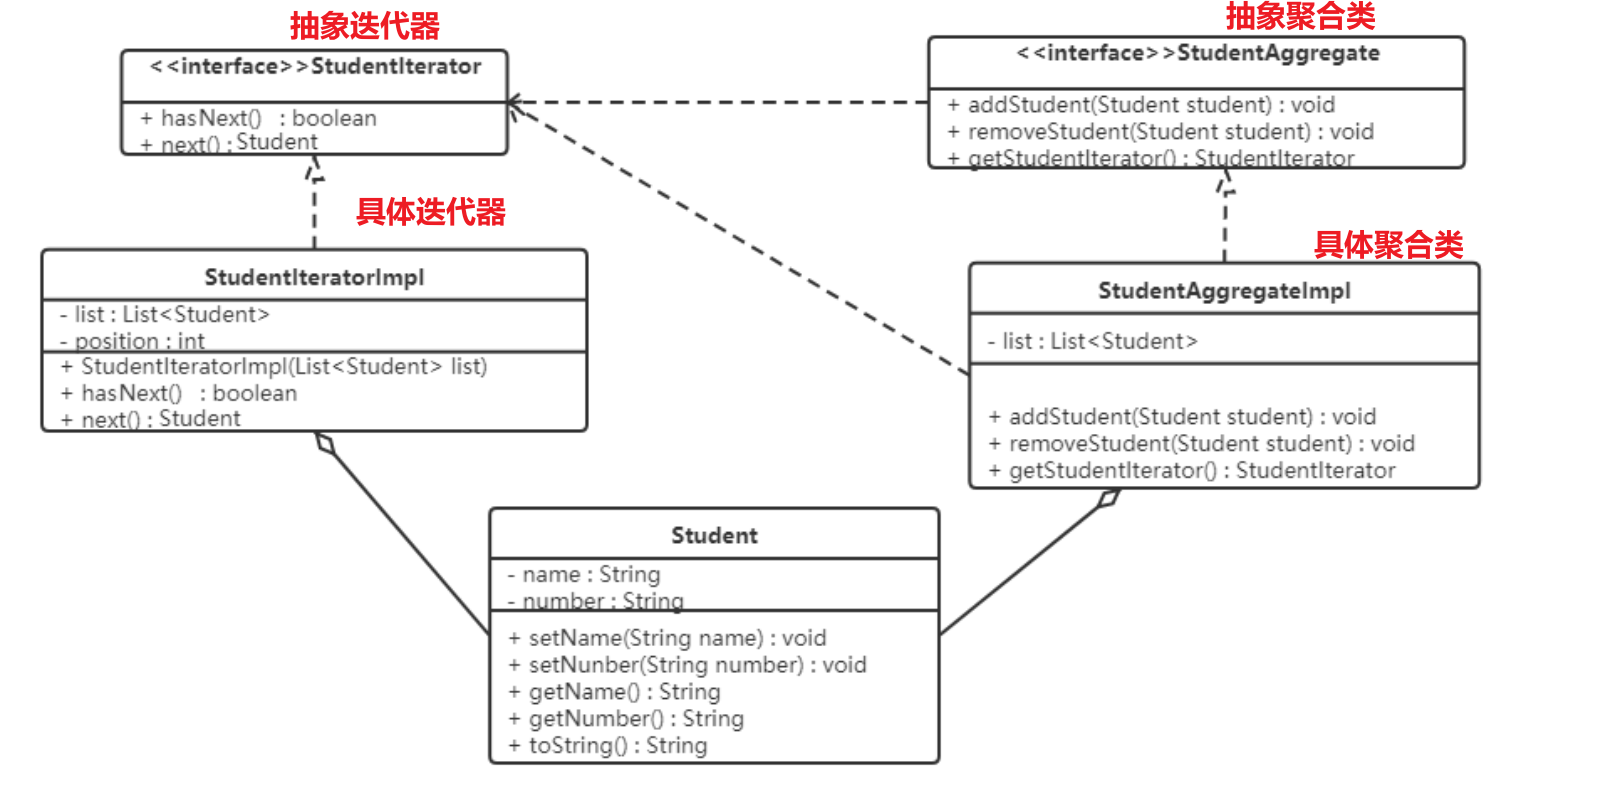 抽象迭代器
<<interface>>StudentIterator
+ hasNext() : boolean
+ next() : Student
抽象聚合类
<<interface>>StudentAggregate
+ addStudent(Student student) : void
+ removeStudent(Student student) : void
+ getStudentIterator() : StudentIterator
具体迭代器
StudentIteratorImpl
- list : List<Student>
- position : int
+ StudentIteratorImpl(List<Student> list)
+ hasNext() : boolean
+ next() : Student
具体聚合类
StudentAggregateImpl
- list : List<Student>
+ addStudent(Student student) : void
+ removeStudent(Student student) : void
+ getStudentIterator() : StudentIterator
Student
- name : String
- number : String
+ setName(String name) : void
+ setNunber(String number) : void
+ getName() : String
+ getNumber() : String
+ toString() : String